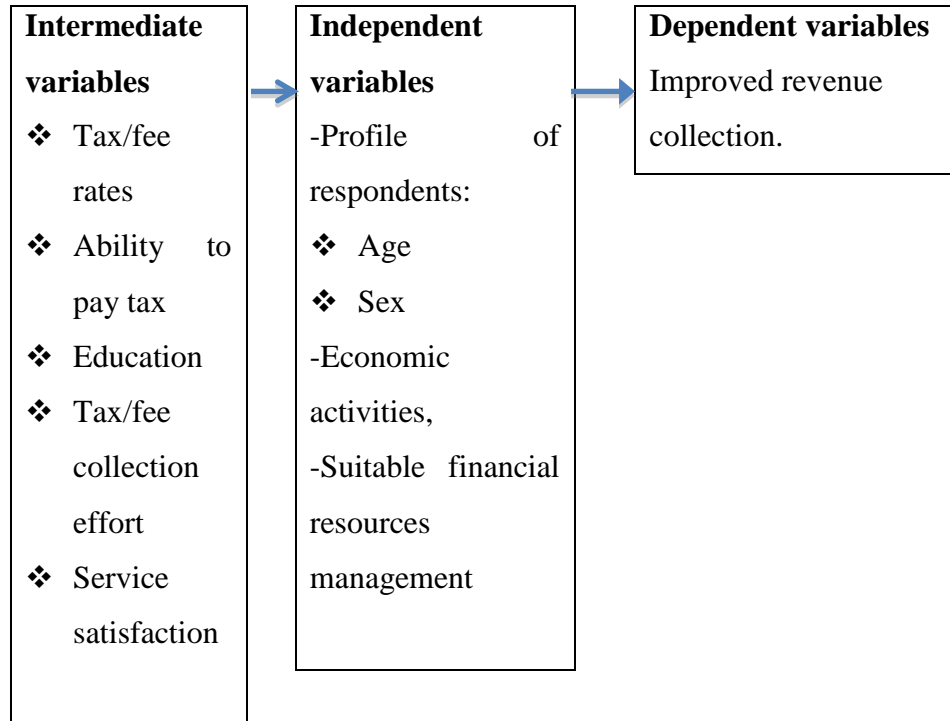 Intermediate
variables
❖ Tax/fee
rates
❖ Ability to
pay tax
❖ Education
❖ Tax/fee
collection
effort
❖ Service
satisfaction
Independent
variables
-Profile of
respondents:
❖ Age
❖ Sex
-Economic
activities,
-Suitable financial
resources
management
Dependent variables
Improved revenue
collection.